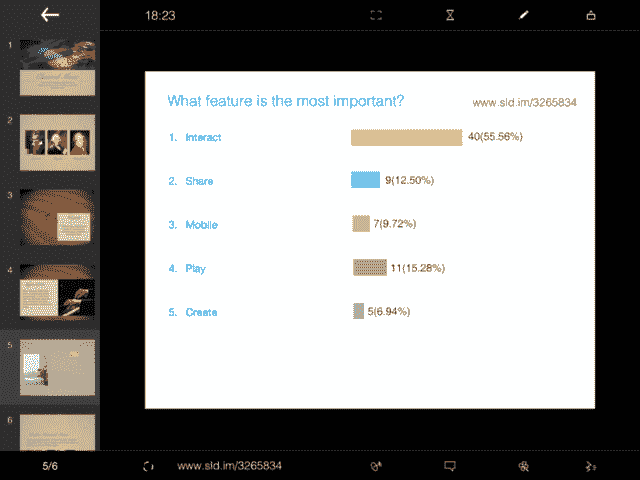 18:23
1
2
3
4
5
6
What feature is the most important?
www.sld.im/3265834
1. Interact
40(55.56%)
2. Share
9(12.50%)
3. Mobile
7(9.72%)
4. Play
11(15.28%)
5. Create
5(6.94%)
5/6
www.sld.im/3265834